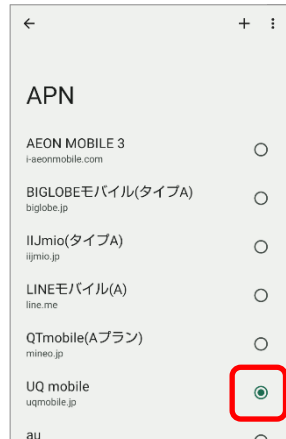 APN
AEON MOBILE 3
i-aeonmobile.com
BIGLOBEモバイル(タイプA)
biglobe.jp
IIJmio(タイプA)
iijmio.jp
LINEモバイル(A)
line.me
QTmobile(Aプラン)
mineo.jp
UQ mobile
uqmobile.jp
au